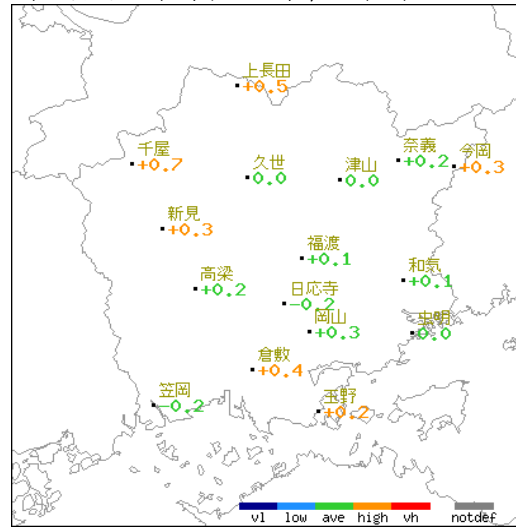 上長田
+0.5
千屋
+0.7
久世
0.0
津山
0.0
奈義
+0.2
今岡
+0.3
新見
+0.3
福渡
+0.1
和気
+0.1
高梁
+0.2
日応寺
-0.2
岡山
+0.3
虫明
0.0
倉敷
+0.4
笠岡
-0.2
玉野
+0.2
vl low ave high vh notdef